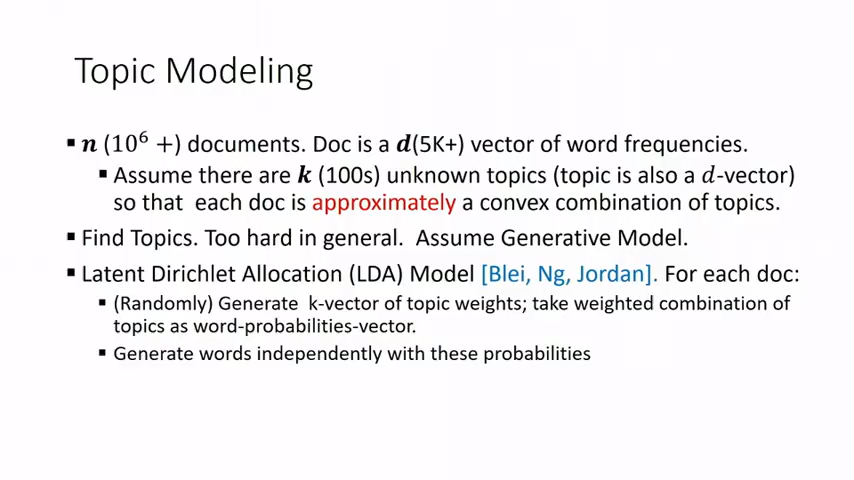 Topic Modeling
▪ n (10⁶ +) documents. Doc is a d(5K+) vector of word frequencies.
▪ Assume there are k (100s) unknown topics (topic is also a d-vector)
so that each doc is approximately a convex combination of topics.
▪ Find Topics. Too hard in general. Assume Generative Model.
▪ Latent Dirichlet Allocation (LDA) Model [Blei, Ng, Jordan]. For each doc:
▪ (Randomly) Generate k-vector of topic weights; take weighted combination of
topics as word-probabilities-vector.
▪ Generate words independently with these probabilities